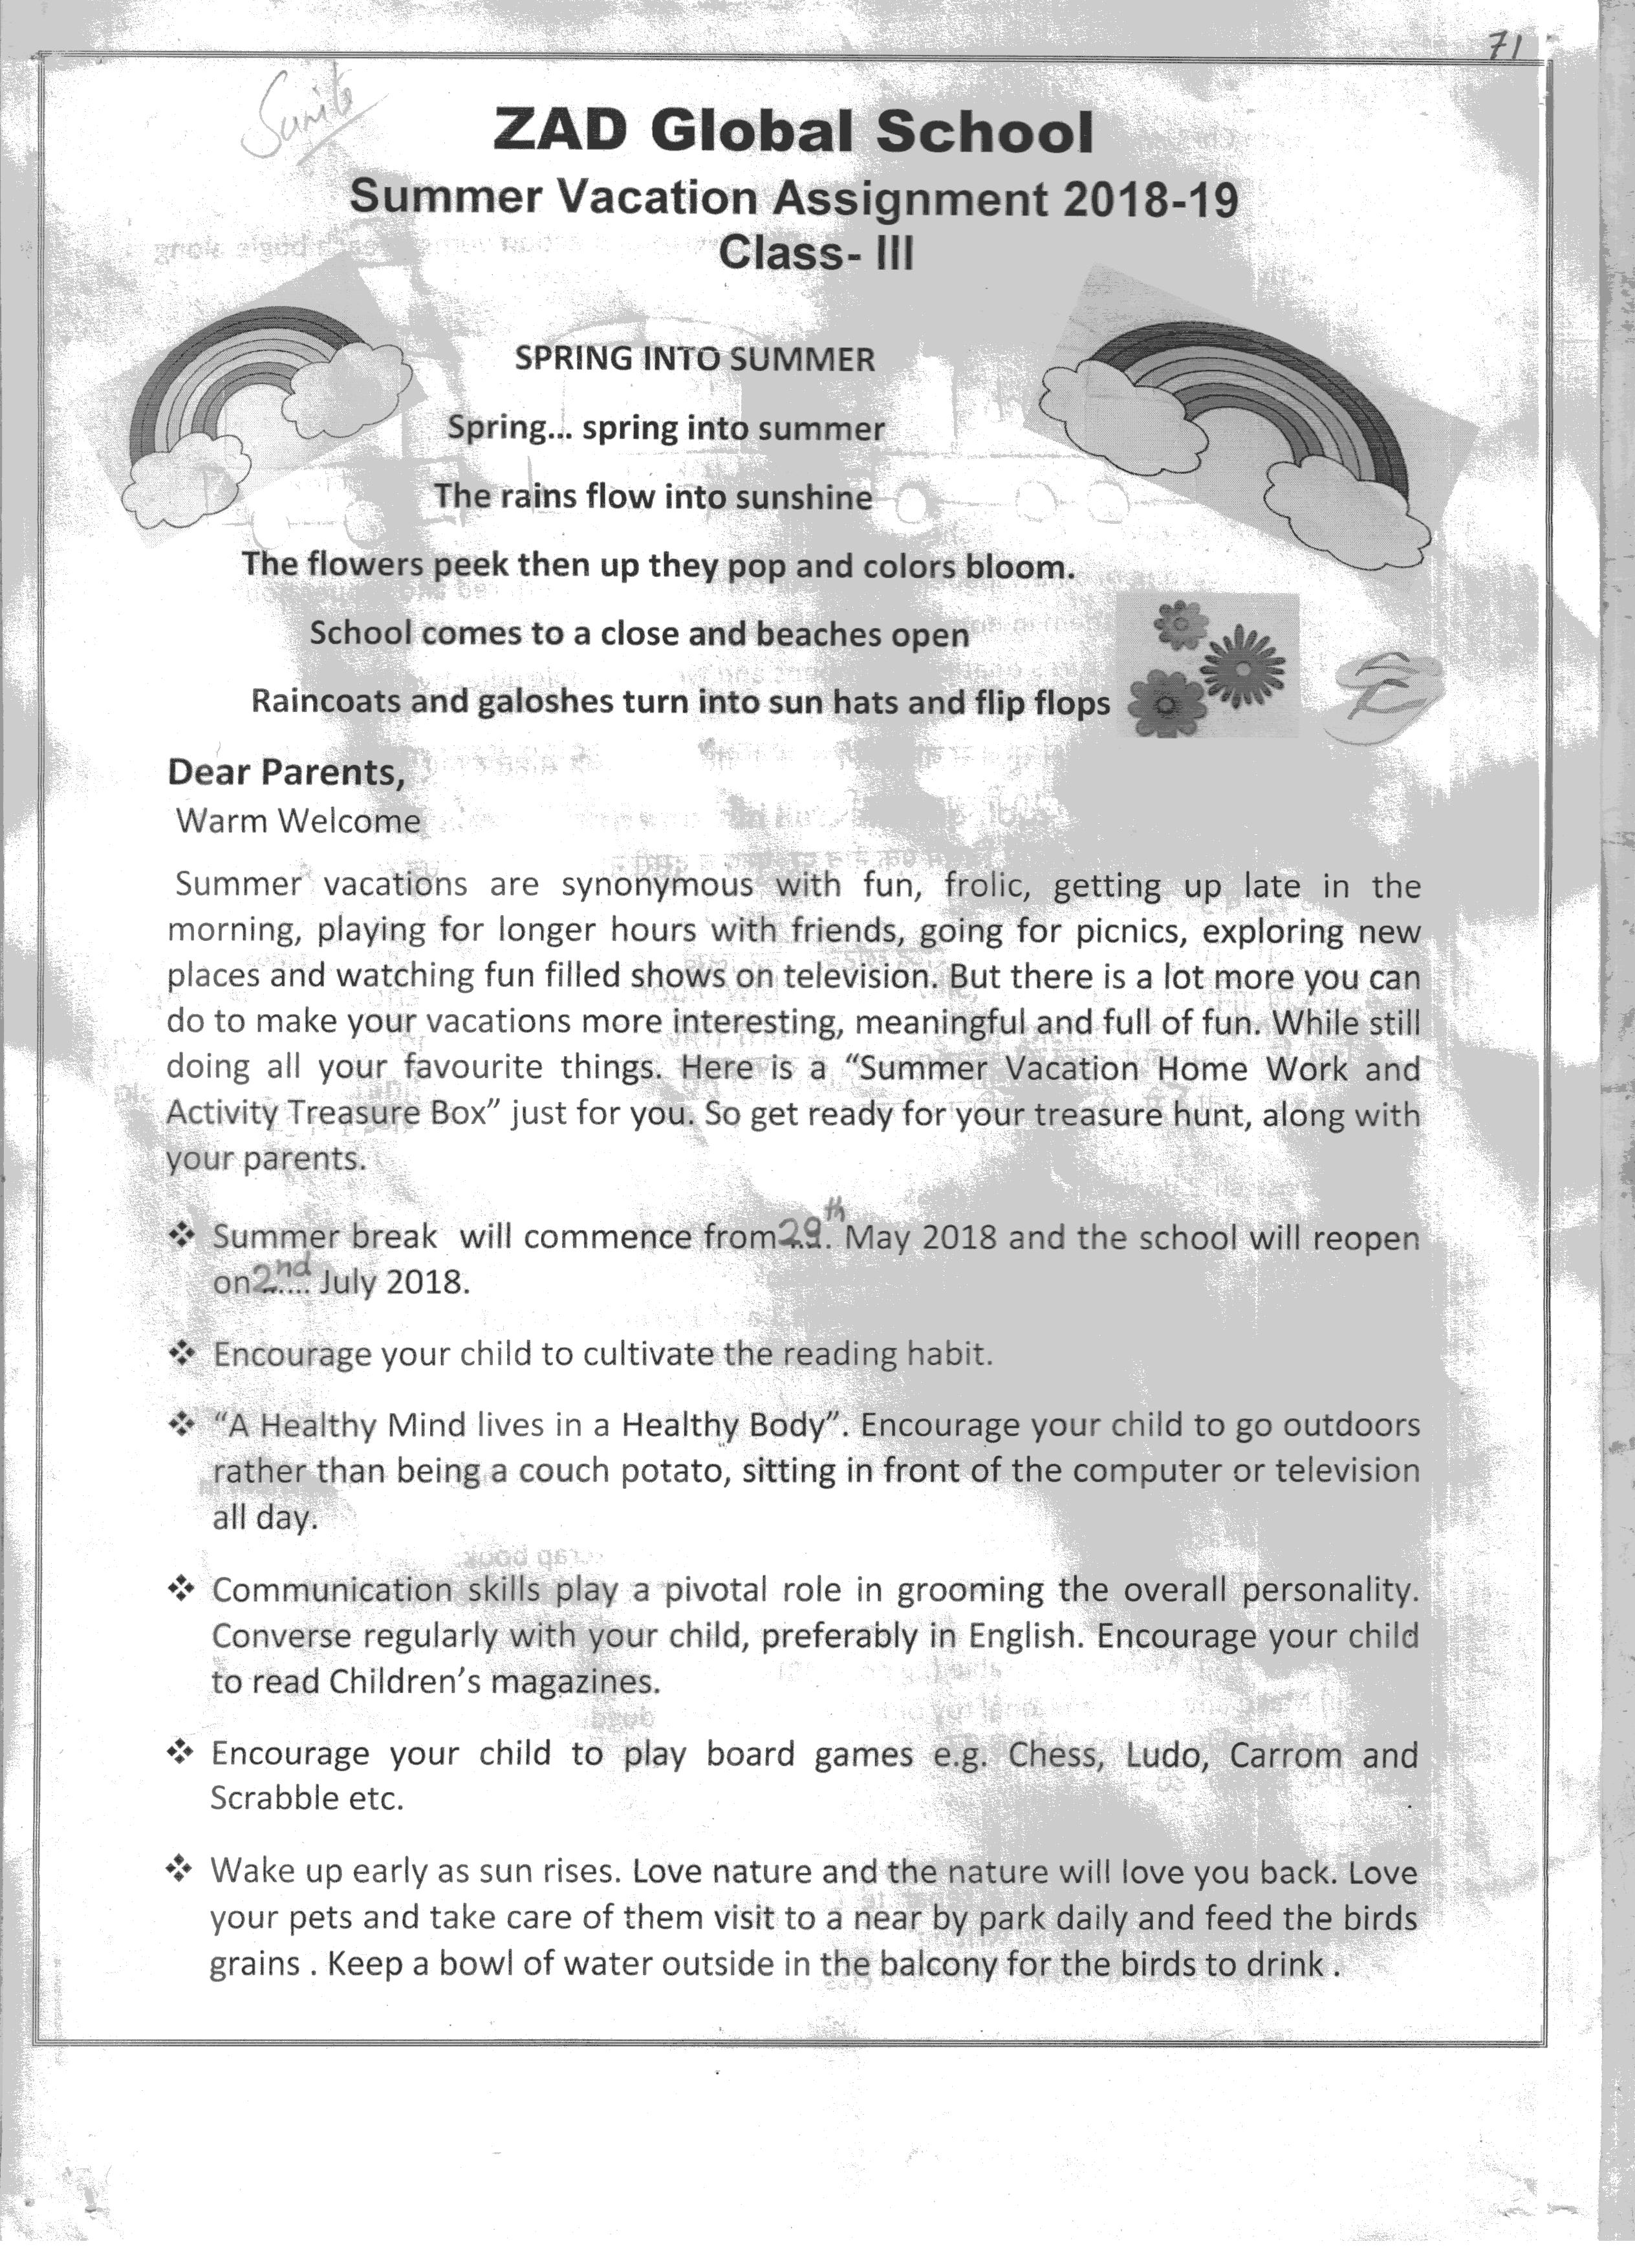 71
Sunita
ZAD Global School
Summer Vacation Assignment 2018-19
Class- III
SPRING INTO SUMMER
Spring... spring into summer
The rains flow into sunshine
The flowers peek then up they pop and colors bloom.
School comes to a close and beaches open
Raincoats and galoshes turn into sun hats and flip flops
Dear Parents,
Warm Welcome
Summer vacations are synonymous with fun, frolic, getting up late in the
morning, playing for longer hours with friends, going for picnics, exploring new
places and watching fun filled shows on television. But there is a lot more you can
do to make your vacations more interesting, meaningful and full of fun. While still
doing all your favourite things. Here is a “Summer Vacation Home Work and
Activity Treasure Box” just for you. So get ready for your treasure hunt, along with
your parents.
❖ Summer break will commence from 29th. May 2018 and the school will reopen
on 2nd.... July 2018.
❖ Encourage your child to cultivate the reading habit.
❖ “A Healthy Mind lives in a Healthy Body”. Encourage your child to go outdoors
rather than being a couch potato, sitting in front of the computer or television
all day.
❖ Communication skills play a pivotal role in grooming the overall personality.
Converse regularly with your child, preferably in English. Encourage your child
to read Children’s magazines.
❖ Encourage your child to play board games e.g. Chess, Ludo, Carrom and
Scrabble etc.
❖ Wake up early as sun rises. Love nature and the nature will love you back. Love
your pets and take care of them visit to a near by park daily and feed the birds
grains . Keep a bowl of water outside in the balcony for the birds to drink .